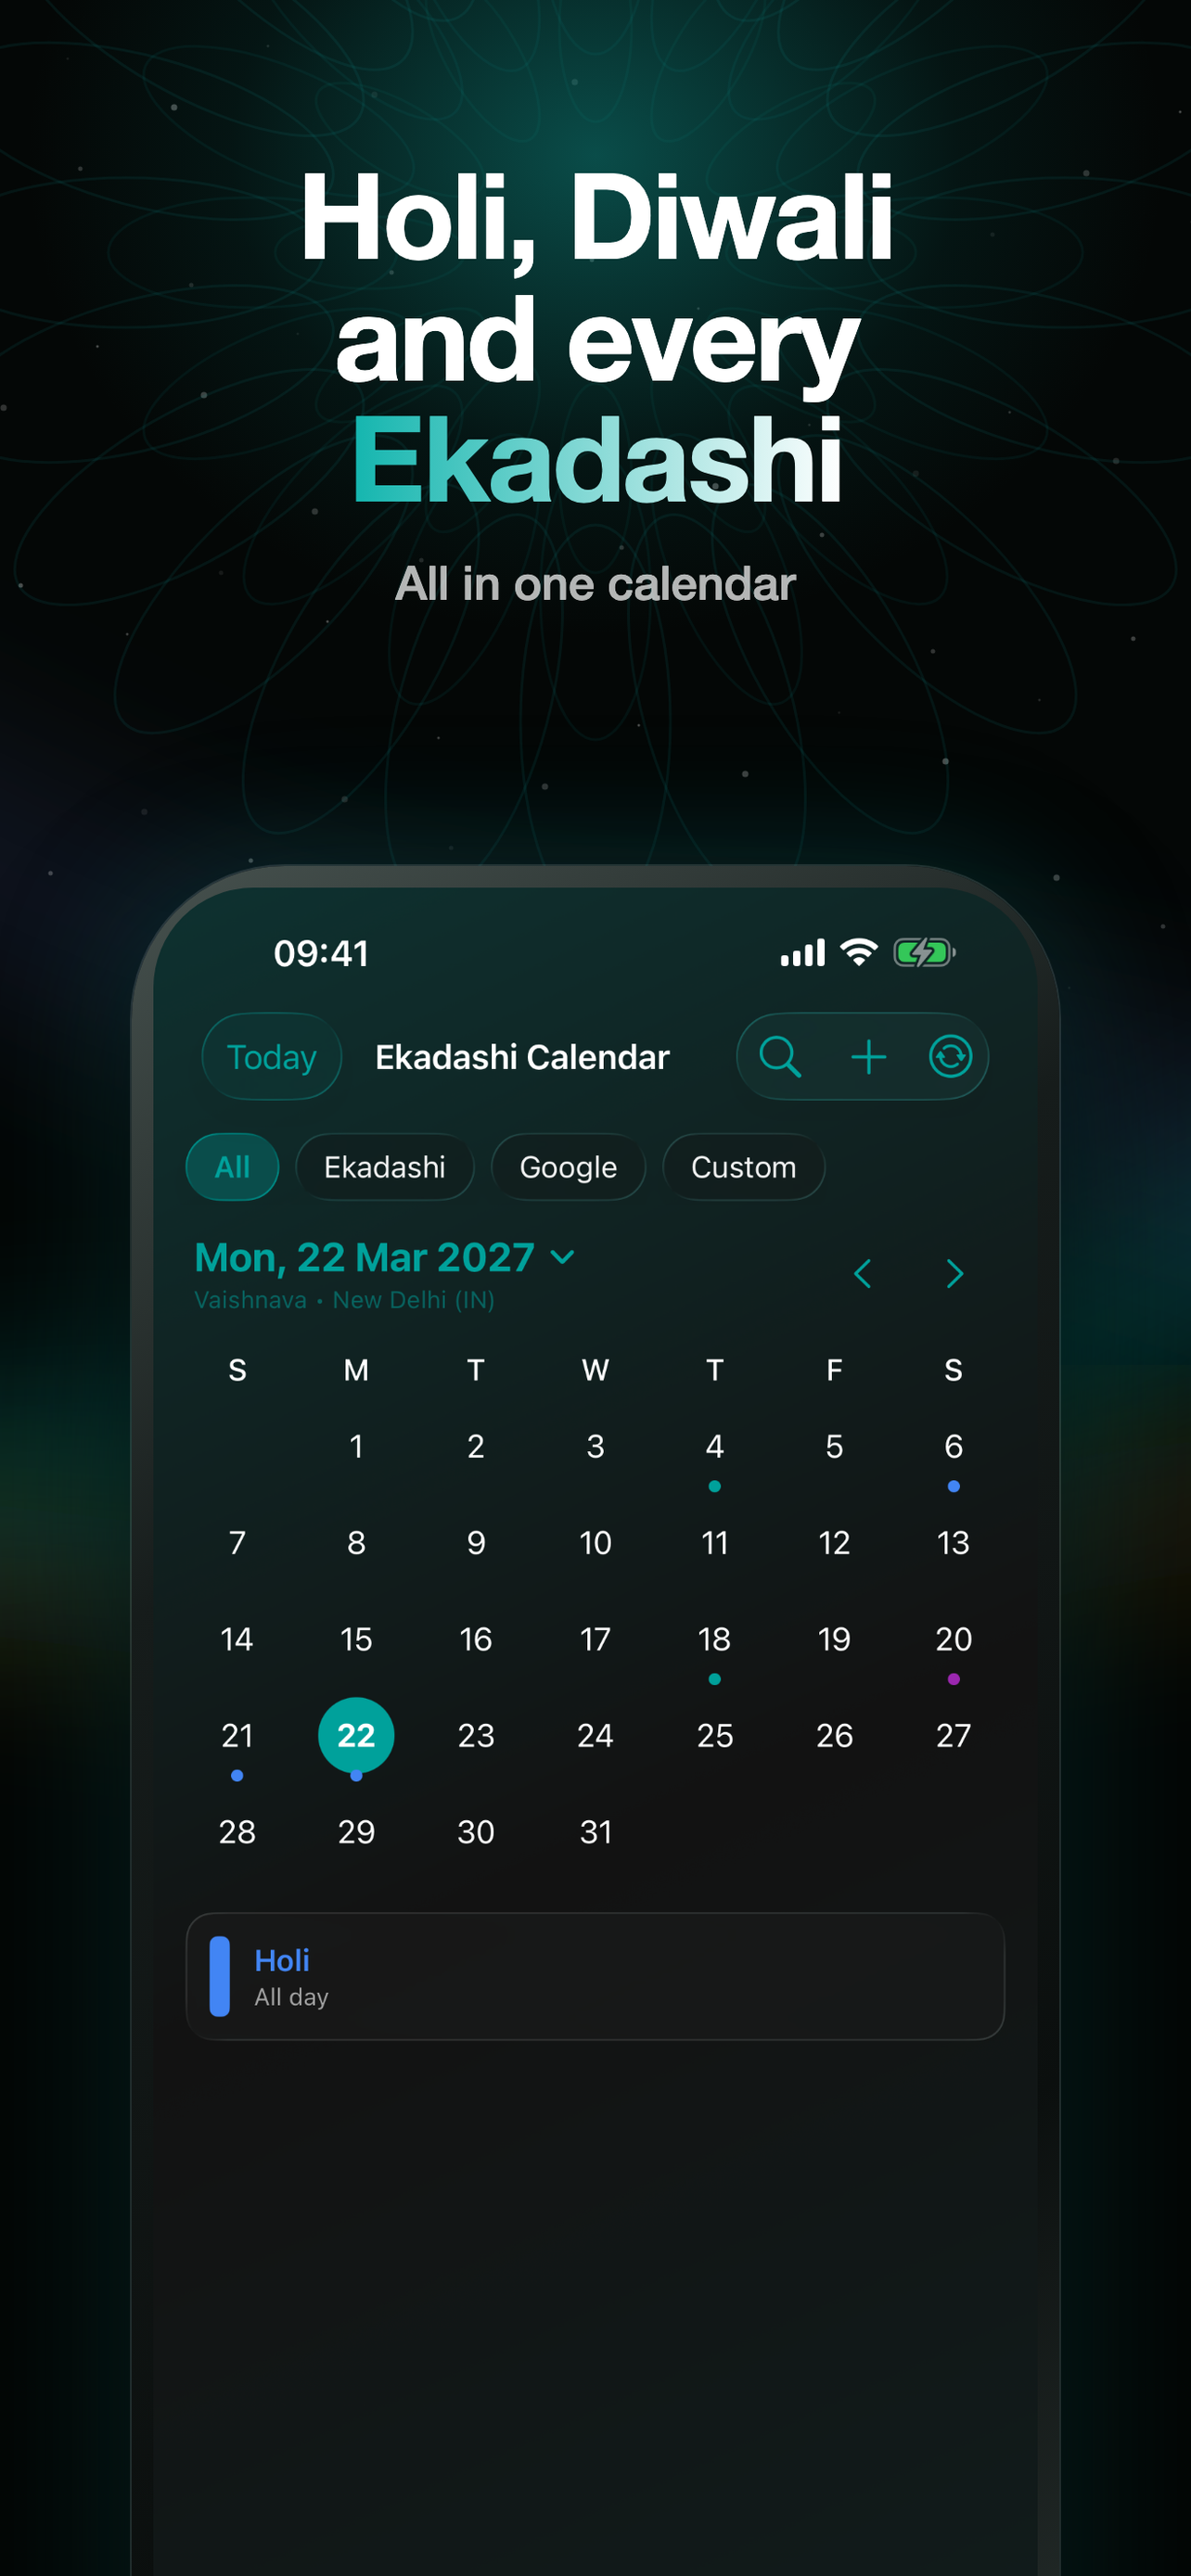 Holi, Diwali
and every
Ekadashi
All in one calendar
09:41
Today Ekadashi Calendar
All Ekadashi Google Custom
Mon, 22 Mar 2027
Vaishnava • New Delhi (IN)
S M T W T F S
1 2 3 4 5 6
7 8 9 10 11 12 13
14 15 16 17 18 19 20
21 22 23 24 25 26 27
28 29 30 31
Holi
All day